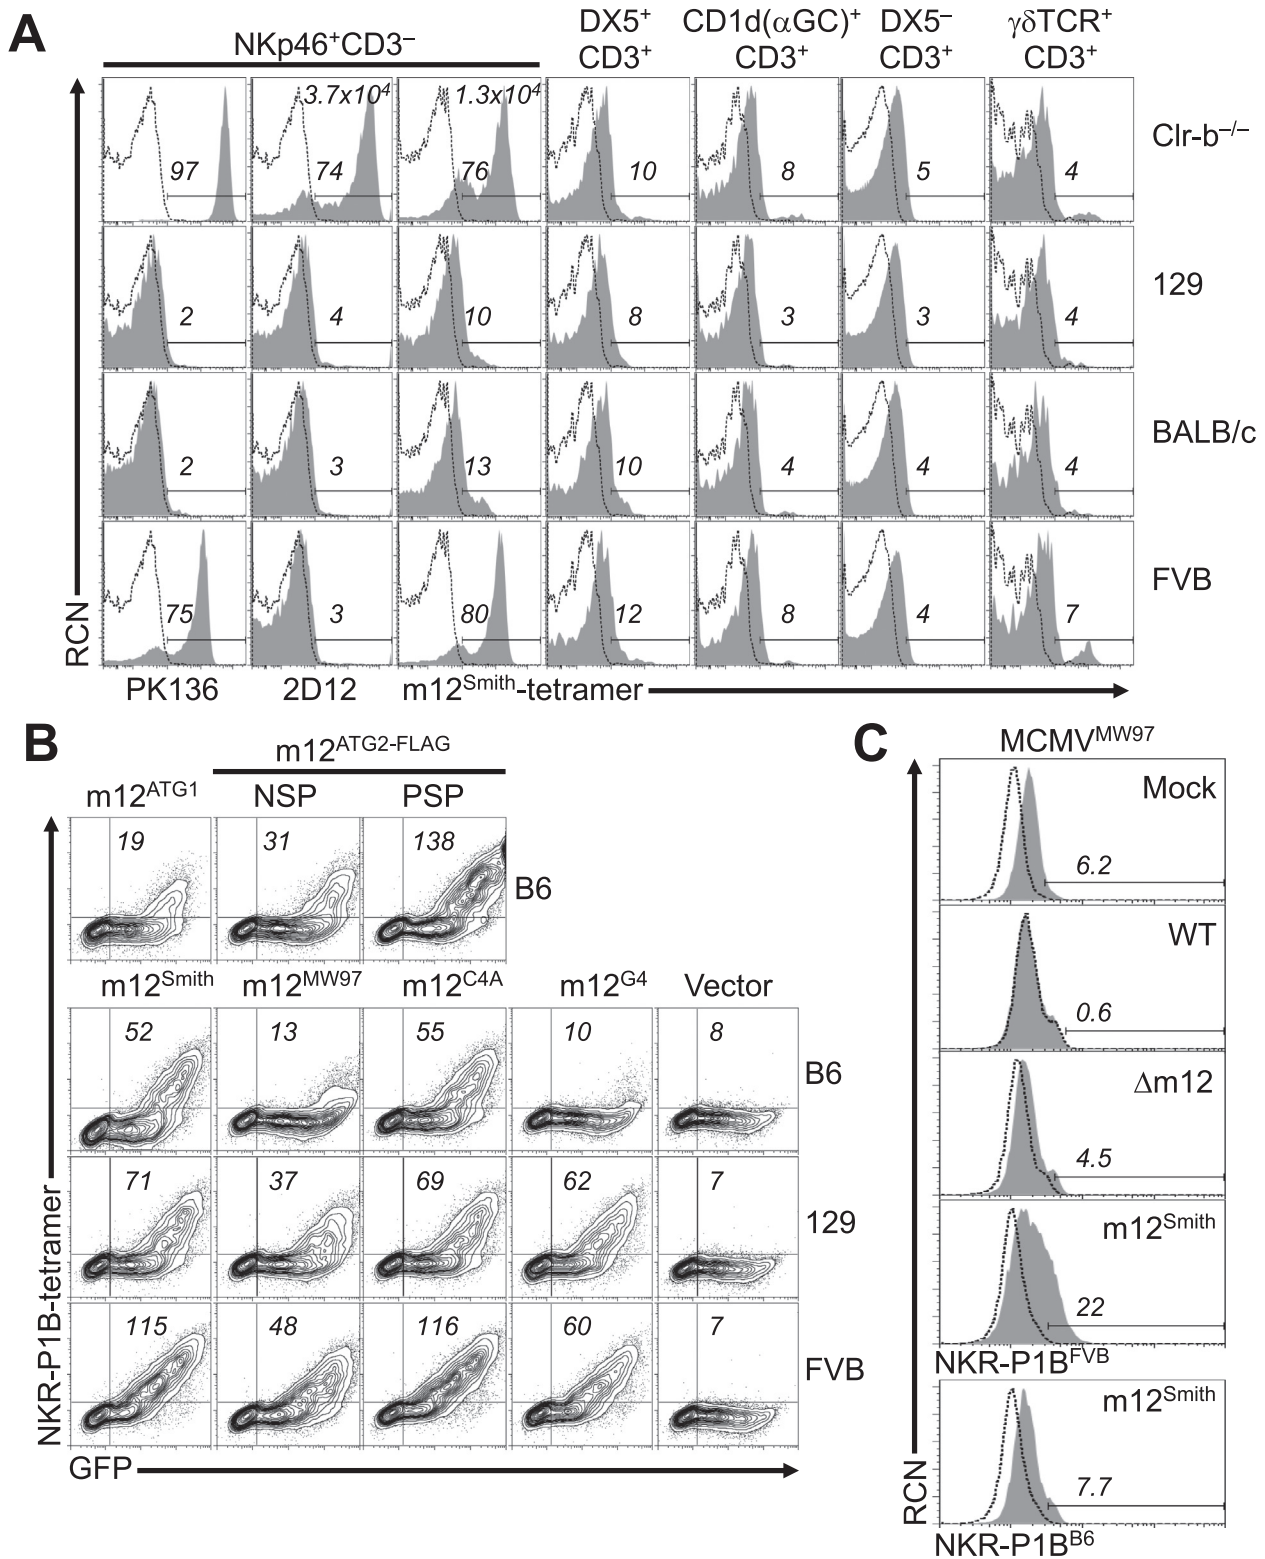 A
NKp46⁺CD3⁻
DX5⁺ CD3⁺
CD1d(αGC)⁺ CD3⁺
DX5⁻ CD3⁺
γδTCR⁺ CD3⁺
3.7x10⁴ 1.3x10⁴
97 74 76 10 8 5 4 Clr-b⁻/⁻
2 4 10 8 3 3 4 129
2 3 13 10 4 4 4 BALB/c
75 3 80 12 8 4 7 FVB
RCN
PK136 2D12 m12Smith-tetramer
B
m12ATG2-FLAG
m12ATG1 NSP PSP
19 31 138 B6
m12Smith m12MW97 m12C4A m12G4 Vector
52 13 55 10 8 B6
71 37 69 62 7 129
115 48 116 60 7 FVB
NKR-P1B-tetramer
GFP
C
MCMVMW97
Mock
6.2
WT
0.6
Δm12
4.5
m12Smith
22
NKR-P1BFVB
m12Smith
7.7
RCN
NKR-P1BB6